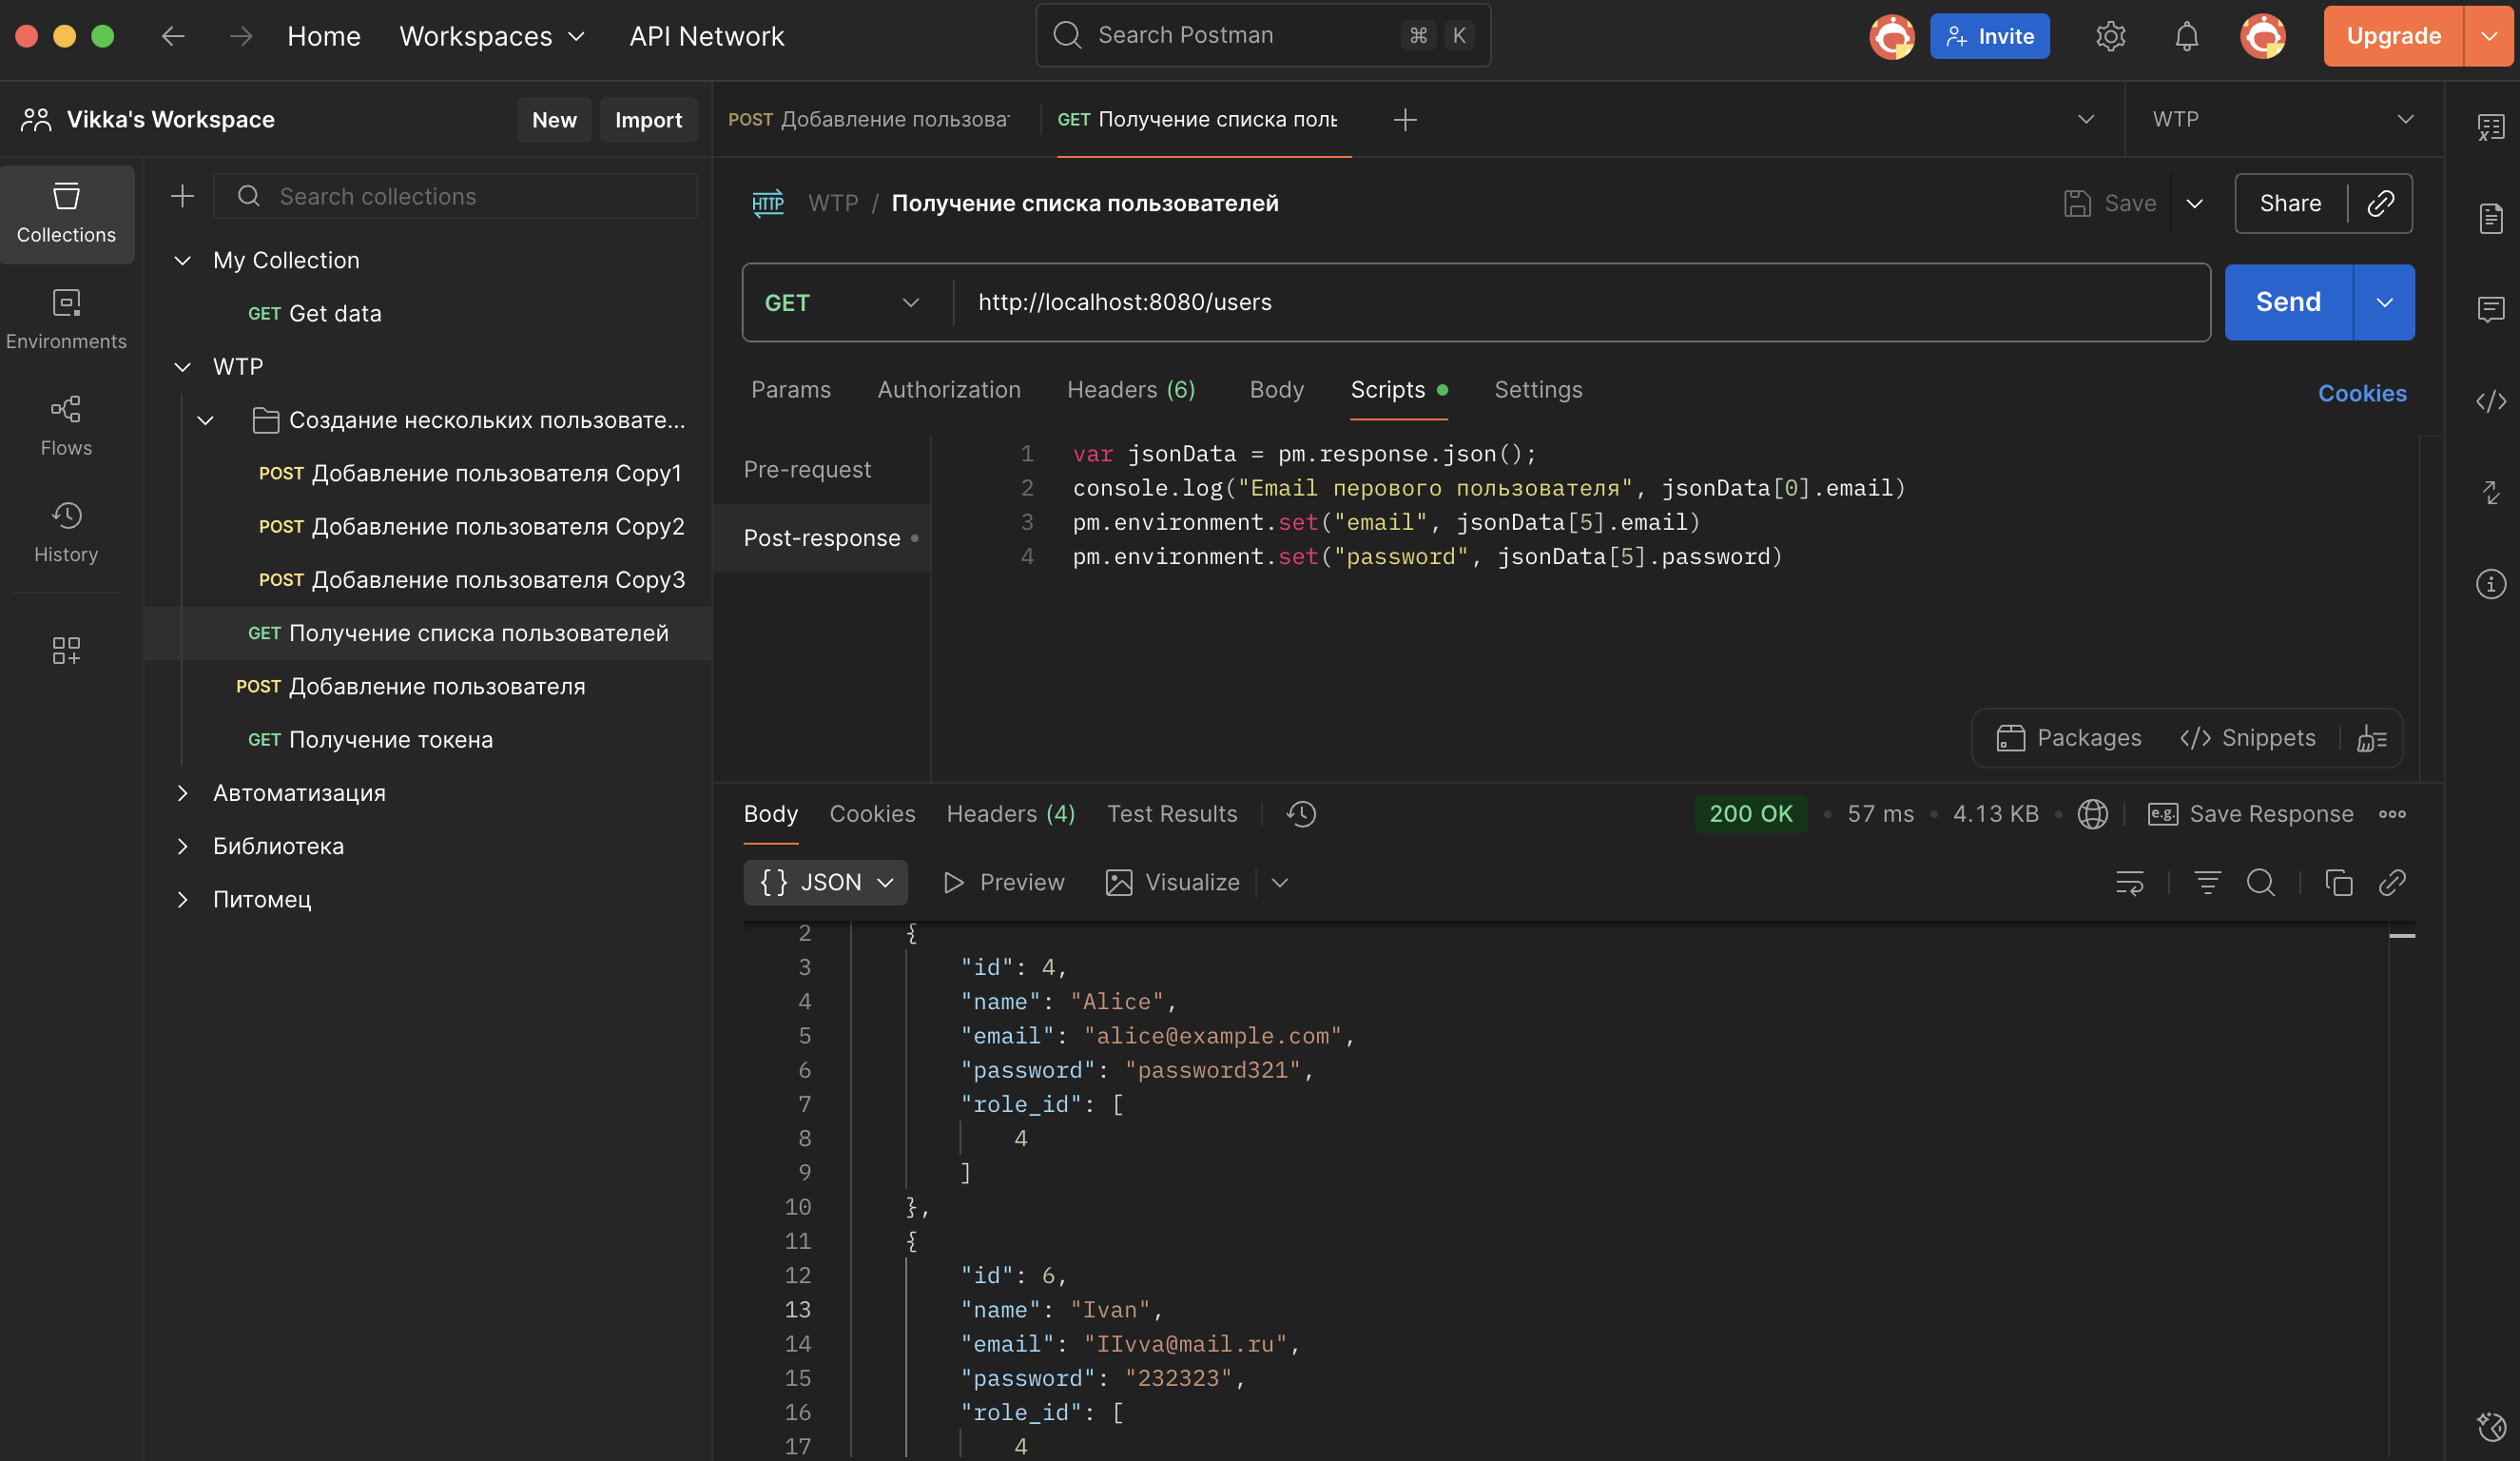 Home Workspaces API Network Search Postman ⌘ K Invite Upgrade
Vikka's Workspace New Import
POST Добавление пользоват GET Получение списка поль WTP
Collections
Environments
Flows
History
Search collections
My Collection
GET Get data
WTP
Создание нескольких пользовате...
POST Добавление пользователя Copy1
POST Добавление пользователя Copy2
POST Добавление пользователя Copy3
GET Получение списка пользователей
POST Добавление пользователя
GET Получение токена
Автоматизация
Библиотека
Питомец
HTTP WTP / Получение списка пользователей Save Share
GET http://localhost:8080/users Send
Params Authorization Headers (6) Body Scripts Settings Cookies
Pre-request
Post-response
1 var jsonData = pm.response.json();
2 console.log("Email перового пользователя", jsonData[0].email)
3 pm.environment.set("email", jsonData[5].email)
4 pm.environment.set("password", jsonData[5].password)
Packages </> Snippets
Body Cookies Headers (4) Test Results 200 OK • 57 ms • 4.13 KB • e.g. Save Response
{} JSON Preview Visualize
2 {
3 "id": 4,
4 "name": "Alice",
5 "email": "alice@example.com",
6 "password": "password321",
7 "role_id": [
8 4
9 ]
10 },
11 {
12 "id": 6,
13 "name": "Ivan",
14 "email": "IIvva@mail.ru",
15 "password": "232323",
16 "role_id": [
17 4